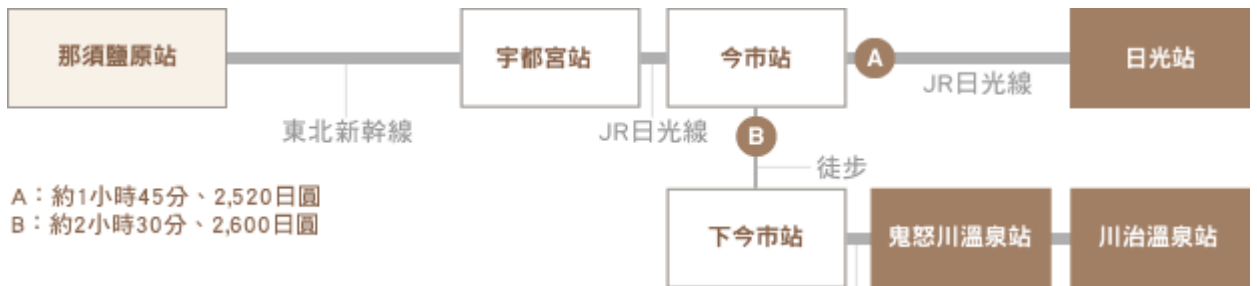 那須鹽原站
宇都宮站
今市站
A
日光站
東北新幹線
JR日光線
JR日光線
B
徒步
A：約1小時45分、2,520日圓
B：約2小時30分、2,600日圓
下今市站
鬼怒川溫泉站
川治溫泉站